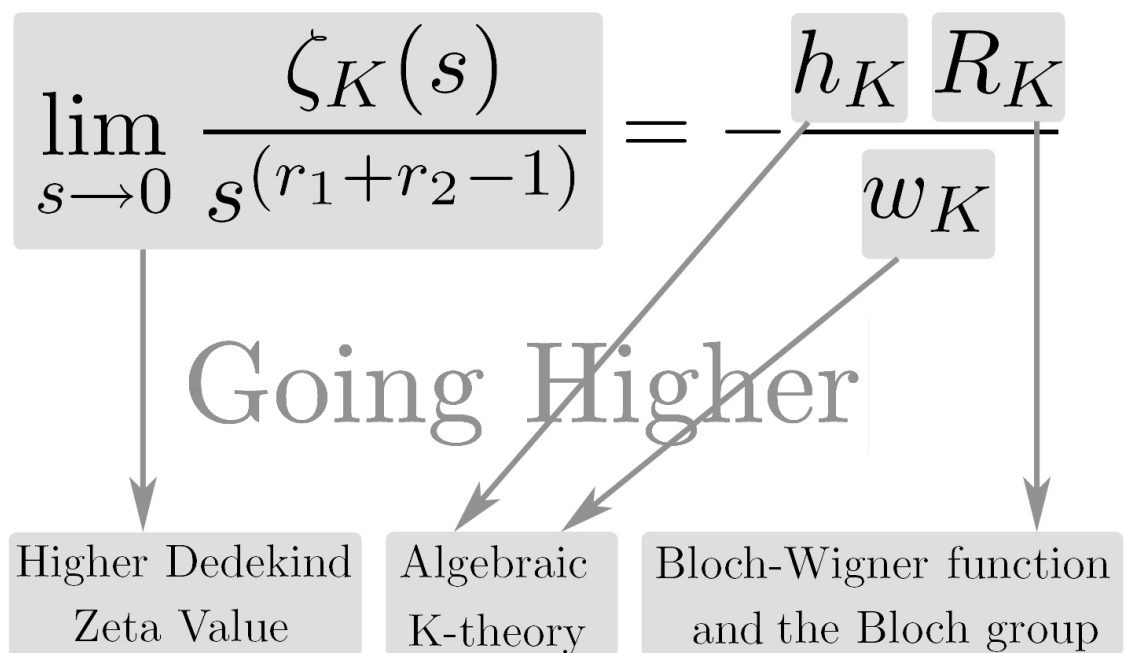 lim_{s→0} ζ_K(s) / s^{(r_1+r_2−1)} = − h_K R_K / w_K
Going Higher
Higher Dedekind
Zeta Value
Algebraic
K-theory
Bloch-Wigner function
and the Bloch group